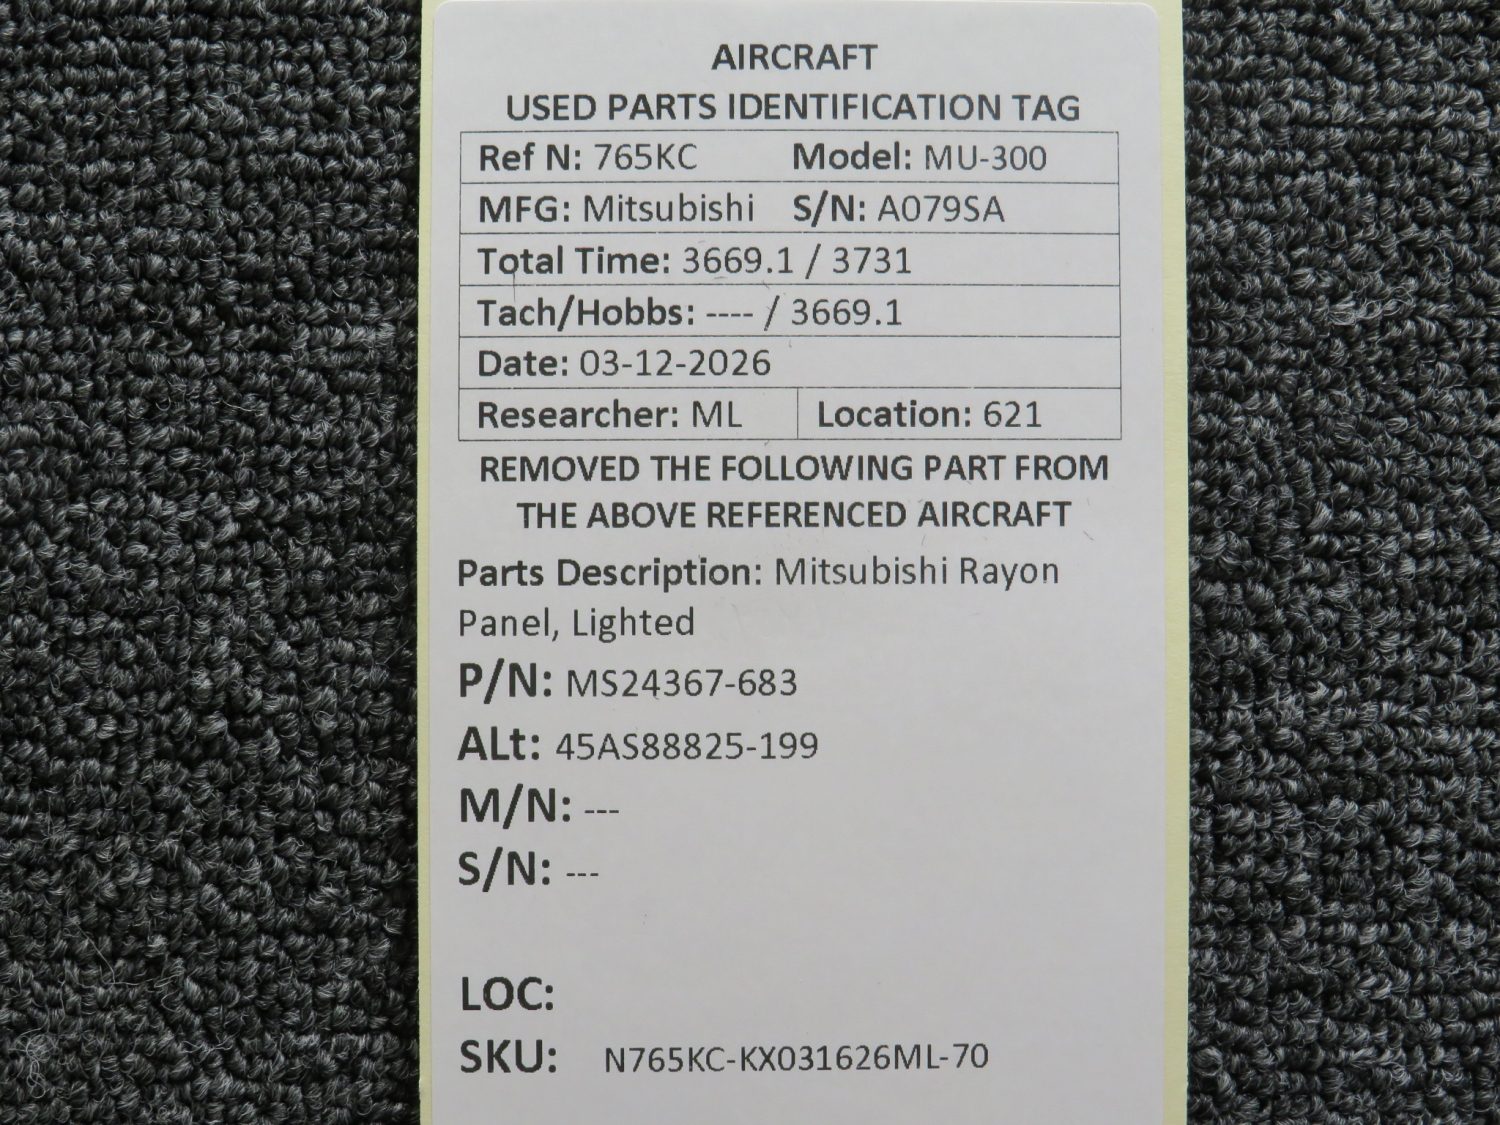 AIRCRAFT
USED PARTS IDENTIFICATION TAG
Ref N: 765KC Model: MU-300
MFG: Mitsubishi S/N: A079SA
Total Time: 3669.1 / 3731
Tach/Hobbs: ---- / 3669.1
Date: 03-12-2026
Researcher: ML Location: 621
REMOVED THE FOLLOWING PART FROM
THE ABOVE REFERENCED AIRCRAFT
Parts Description: Mitsubishi Rayon
Panel, Lighted
P/N: MS24367-683
ALt: 45AS88825-199
M/N: ---
S/N: ---
LOC:
SKU: N765KC-KX031626ML-70